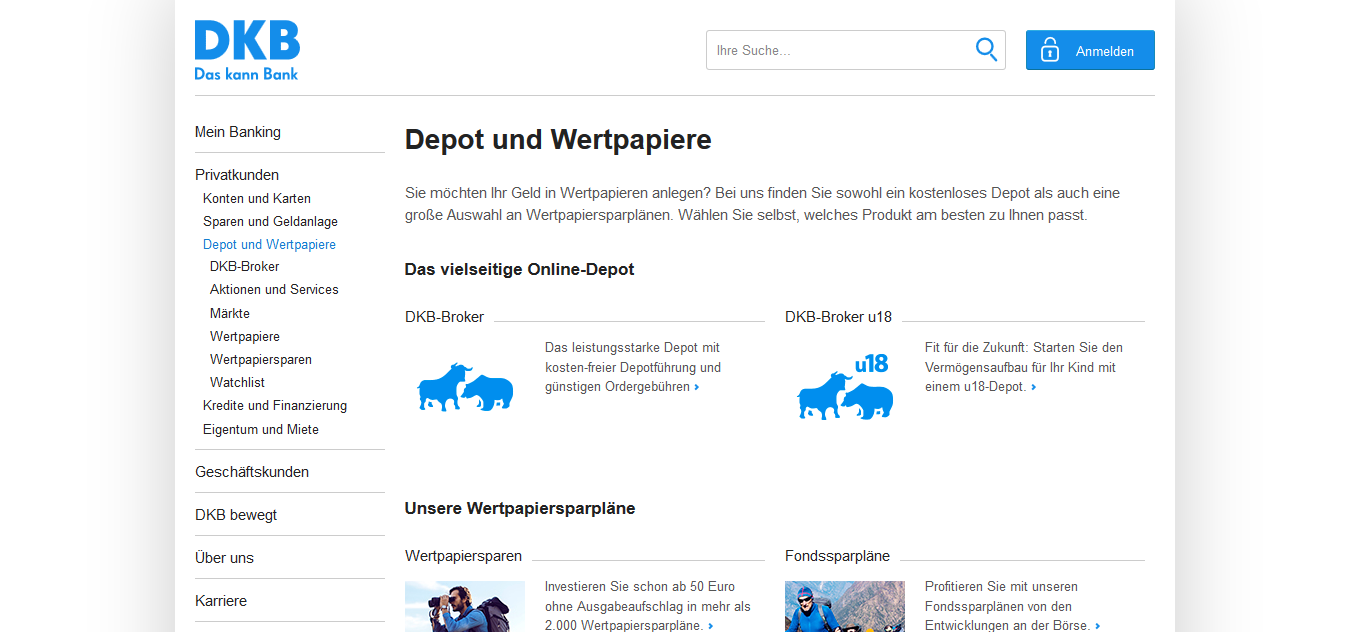 DKB
Das kann Bank
Ihre Suche...
Anmelden
Mein Banking
Privatkunden
Konten und Karten
Sparen und Geldanlage
Depot und Wertpapiere
DKB-Broker
Aktionen und Services
Märkte
Wertpapiere
Wertpapiersparen
Watchlist
Kredite und Finanzierung
Eigentum und Miete
Geschäftskunden
DKB bewegt
Über uns
Karriere
Depot und Wertpapiere
Sie möchten Ihr Geld in Wertpapieren anlegen? Bei uns finden Sie sowohl ein kostenloses Depot als auch eine
große Auswahl an Wertpapiersparplänen. Wählen Sie selbst, welches Produkt am besten zu Ihnen passt.
Das vielseitige Online-Depot
DKB-Broker
Das leistungsstarke Depot mit
kosten-freier Depotführung und
günstigen Ordergebühren ›
DKB-Broker u18
u18
Fit für die Zukunft: Starten Sie den
Vermögensaufbau für Ihr Kind mit
einem u18-Depot. ›
Unsere Wertpapiersparpläne
Wertpapiersparen
Investieren Sie schon ab 50 Euro
ohne Ausgabeaufschlag in mehr als
2.000 Wertpapiersparpläne. ›
Fondssparpläne
Profitieren Sie mit unseren
Fondssparplänen von den
Entwicklungen an der Börse. ›